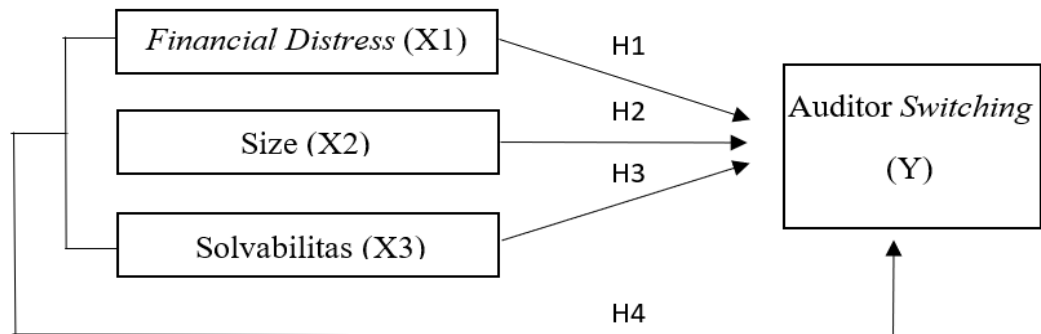 Financial Distress (X1)
H1
Auditor Switching
(Y)
H2
Size (X2)
H3
Solvabilitas (X3)
H4